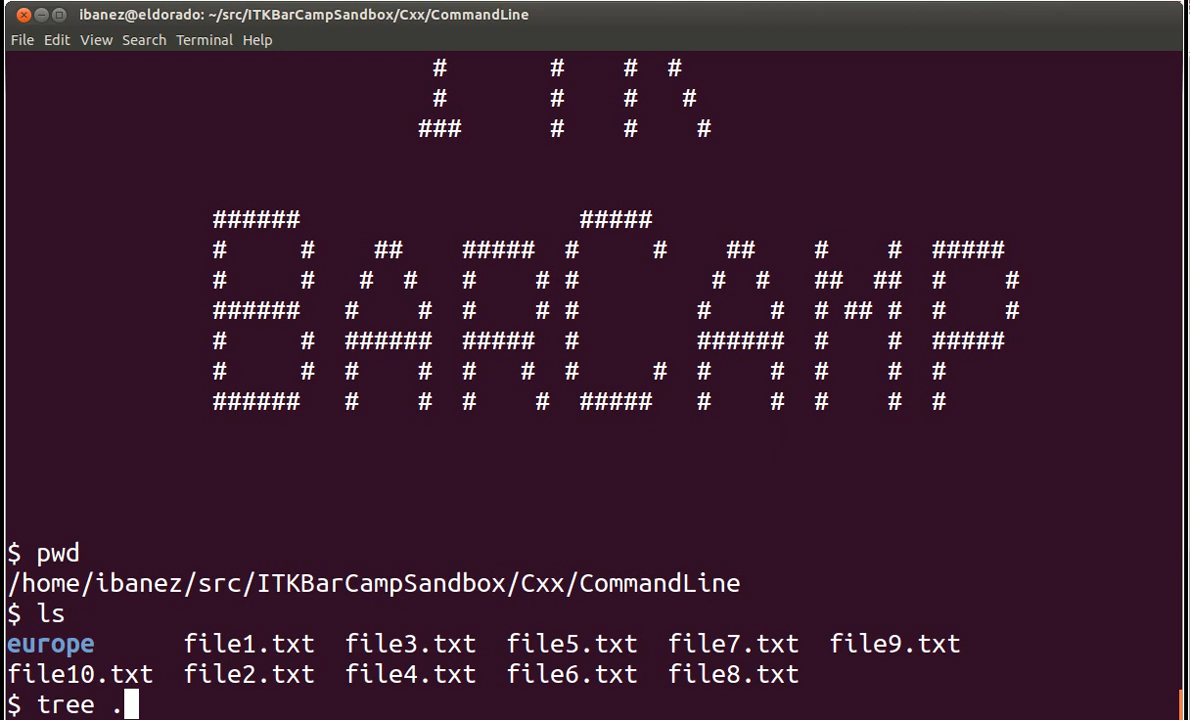 ibanez@eldorado: ~/src/ITKBarCampSandbox/Cxx/CommandLine
File Edit View Search Terminal Help
                             #       #    #  #
                             #       #    #   #
                            ###      #    #    #

              ######                   #####
              #     #    ##    #####  #     #    ##    #    #  #####
              #     #   #  #   #    # #         #  #   ##  ##  #    #
              ######   #    #  #    # #        #    #  # ## #  #    #
              #     #  ######  #####  #        ######  #    #  #####
              #     #  #    #  #   #  #     #  #    #  #    #  #
              ######   #    #  #    #  #####   #    #  #    #  #
$ pwd
/home/ibanez/src/ITKBarCampSandbox/Cxx/CommandLine
$ ls
europe      file1.txt  file3.txt  file5.txt  file7.txt  file9.txt
file10.txt  file2.txt  file4.txt  file6.txt  file8.txt
$ tree .